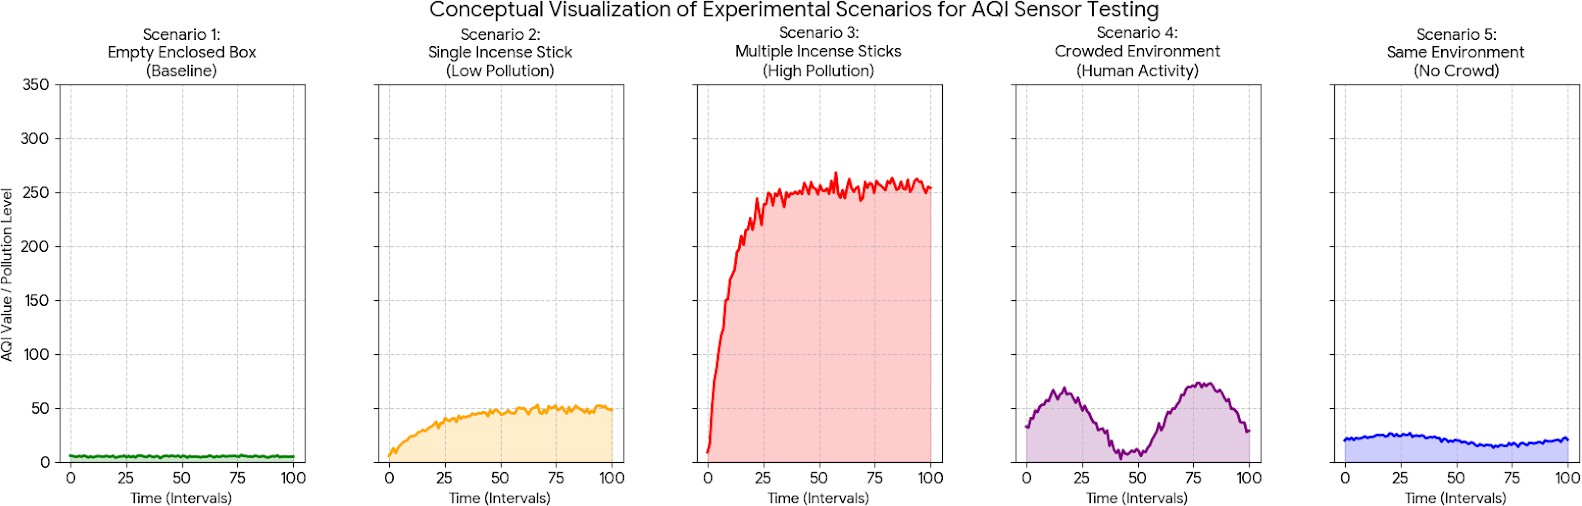 Conceptual Visualization of Experimental Scenarios for AQI Sensor Testing
Scenario 1:
Empty Enclosed Box
(Baseline)
Scenario 2:
Single Incense Stick
(Low Pollution)
Scenario 3:
Multiple Incense Sticks
(High Pollution)
Scenario 4:
Crowded Environment
(Human Activity)
Scenario 5:
Same Environment
(No Crowd)
AQI Value / Pollution Level
350
300
250
200
150
100
50
0
0 25 50 75 100
Time (Intervals)
0 25 50 75 100
Time (Intervals)
0 25 50 75 100
Time (Intervals)
0 25 50 75 100
Time (Intervals)
0 25 50 75 100
Time (Intervals)